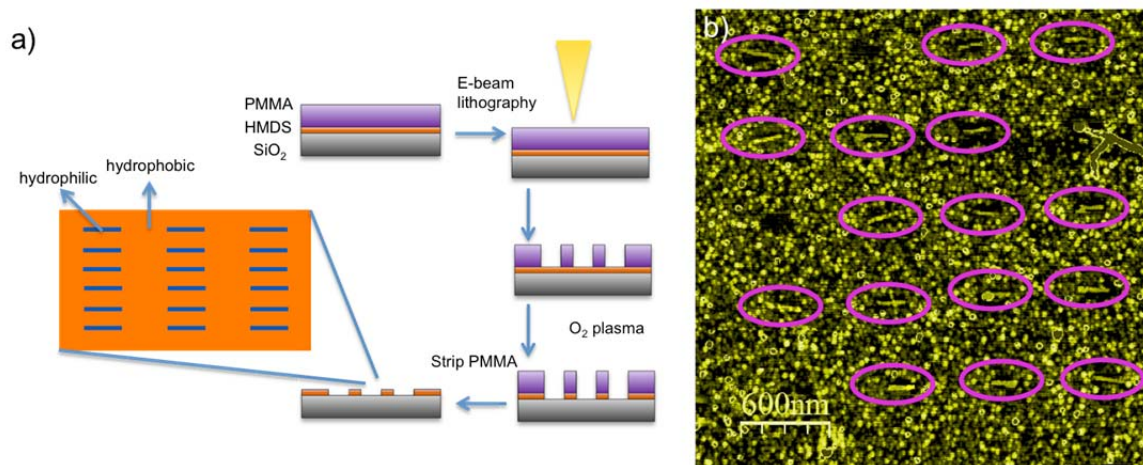 a)
PMMA
HMDS
SiO₂
E-beam
lithography
hydrophilic
hydrophobic
O₂ plasma
Strip PMMA
b)
600nm